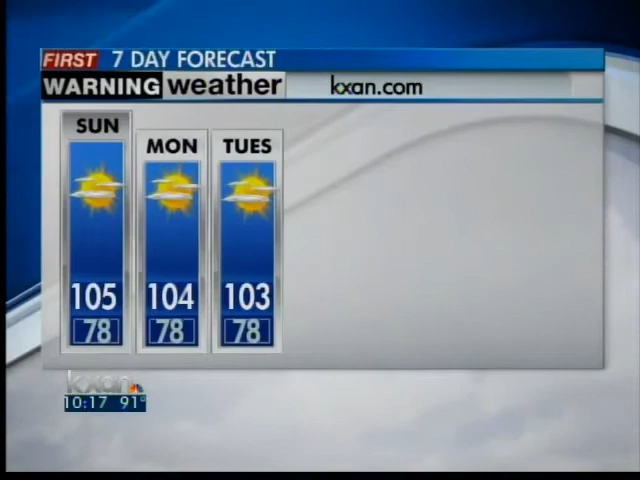 FIRST 7 DAY FORECAST
WARNING weather kxan.com
SUN MON TUES
105 104 103
78 78 78
kxan
10:17 91°